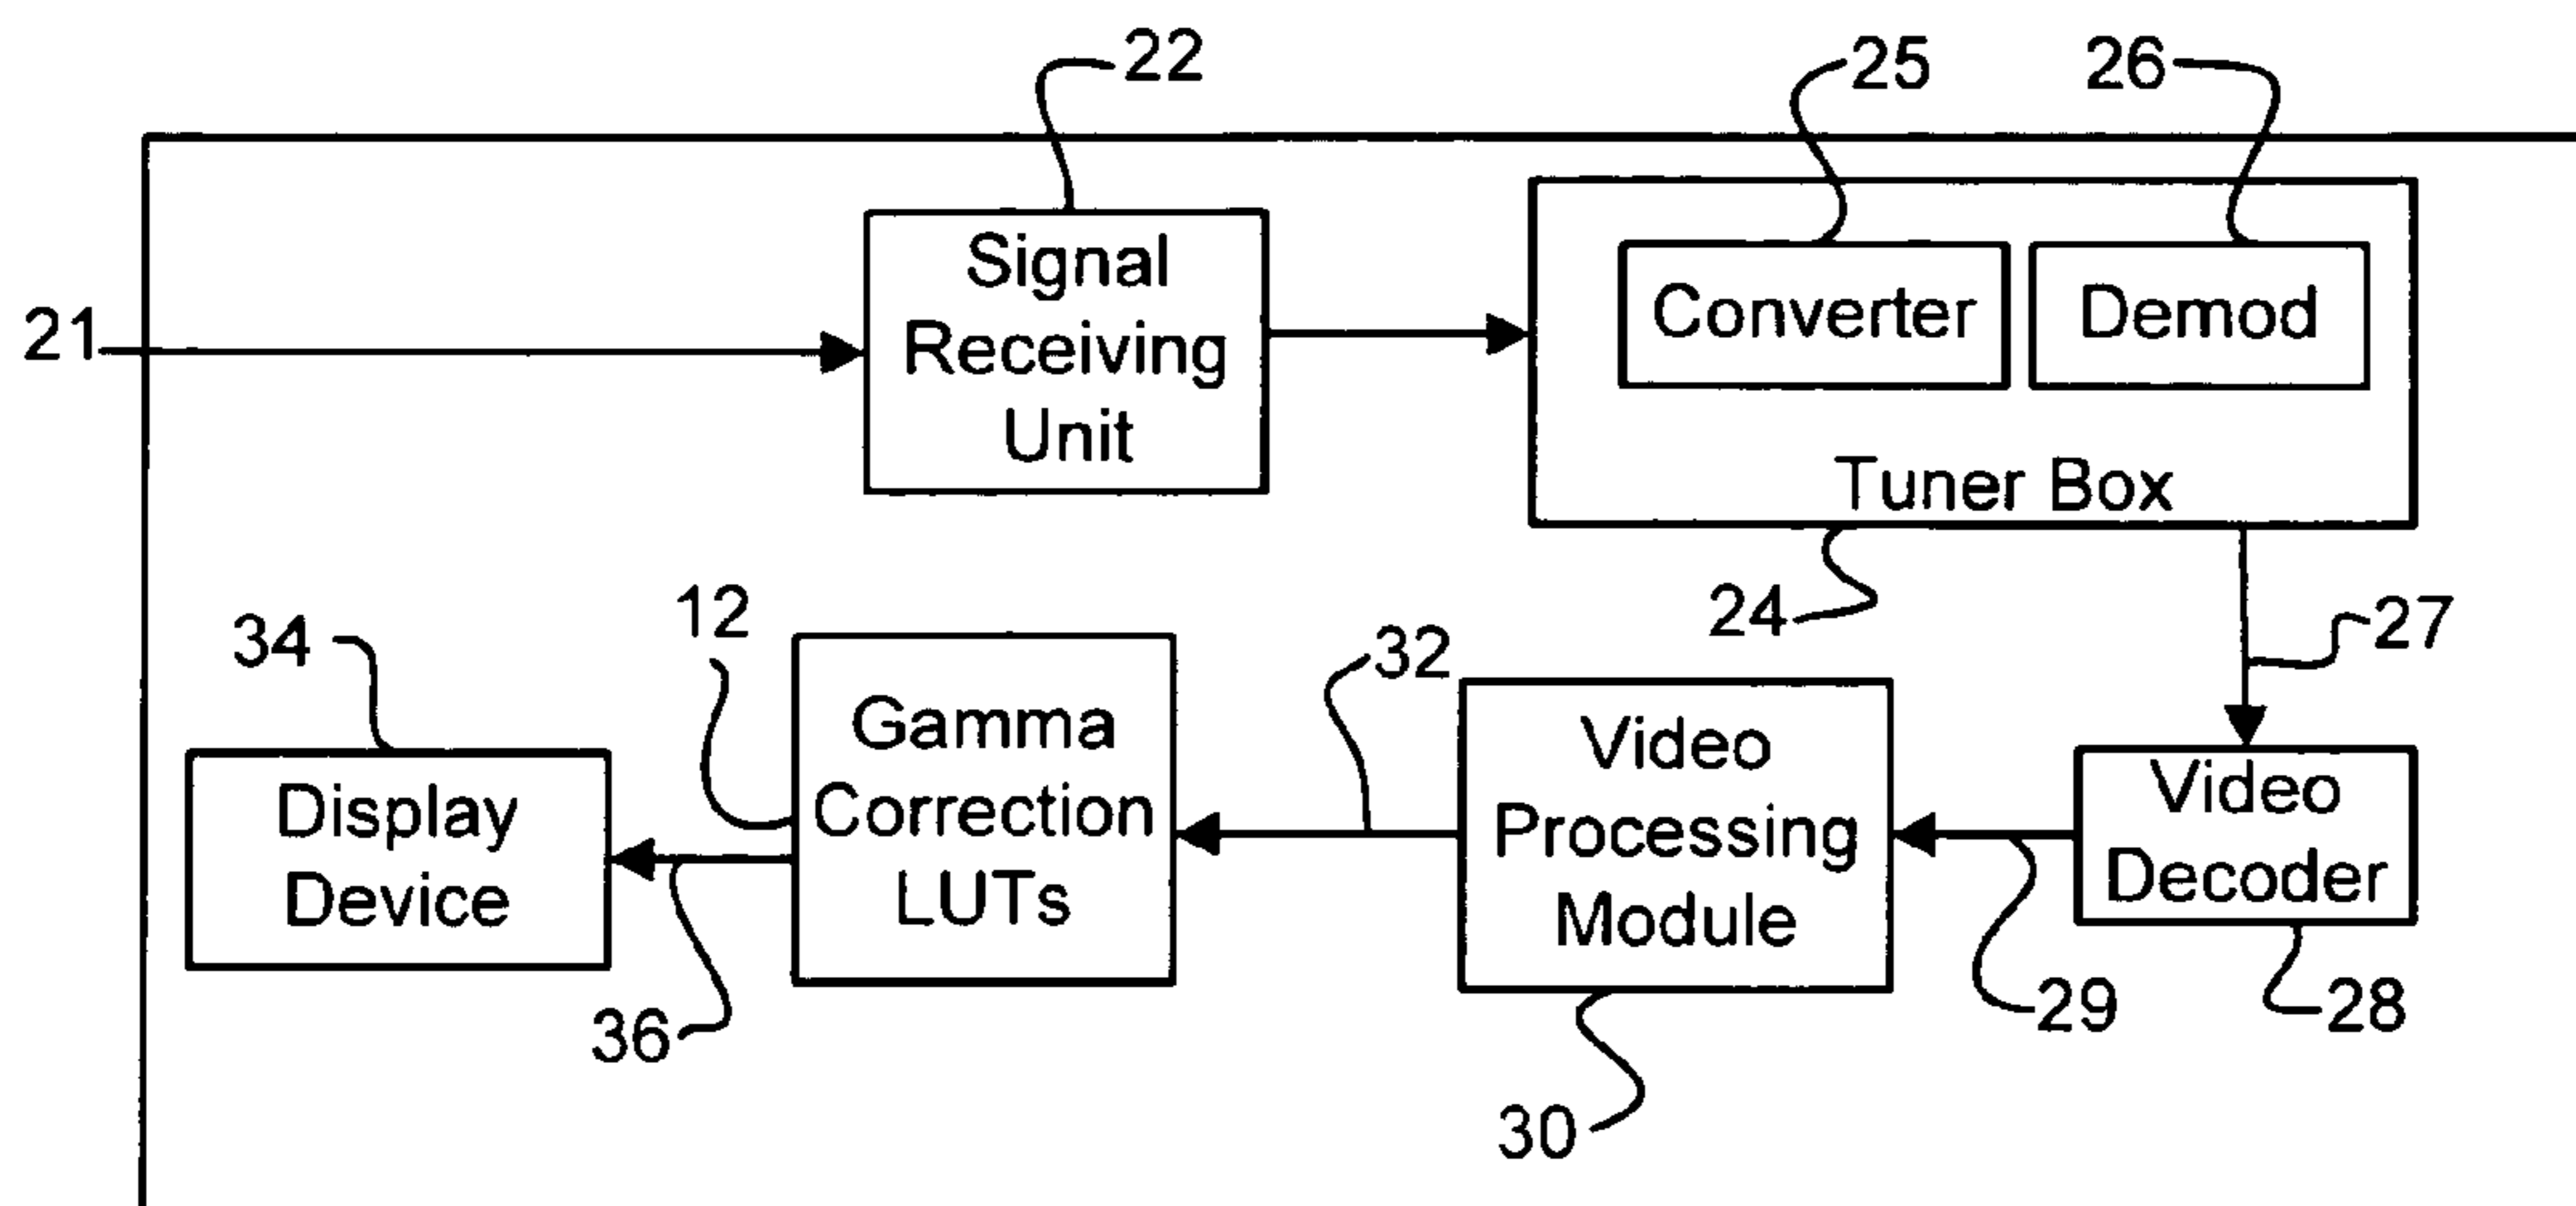 22
25
26
21
Signal
Receiving
Unit
Converter
Demod
Tuner Box
24
27
12
34
32
Gamma
Correction
LUTs
Video
Processing
Module
Video
Decoder
Display
Device
36
29
28
30